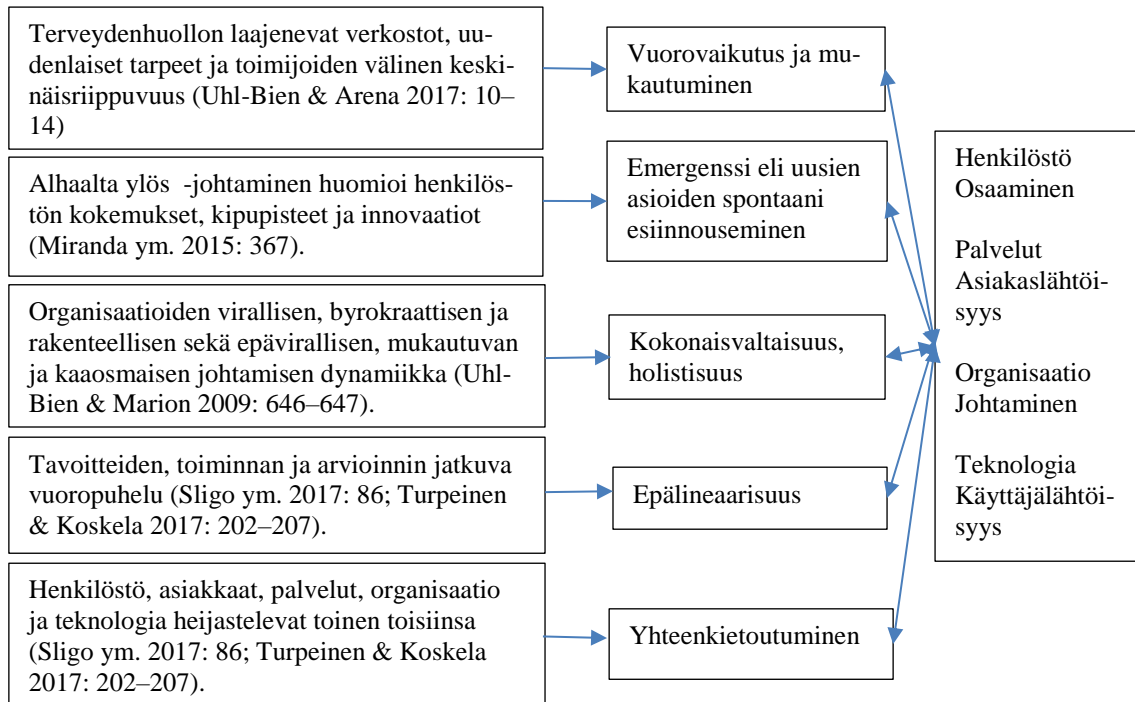 Terveydenhuollon laajenevat verkostot, uu-
denlaiset tarpeet ja toimijoiden välinen keski-
näisriippuvuus (Uhl-Bien & Arena 2017: 10–
14)
Vuorovaikutus ja mu-
kautuminen
Alhaalta ylös -johtaminen huomioi henkilös-
tön kokemukset, kipupisteet ja innovaatiot
(Miranda ym. 2015: 367).
Emergenssi eli uusien
asioiden spontaani
esiinnouseminen
Organisaatioiden virallisen, byrokraattisen ja
rakenteellisen sekä epävirallisen, mukautuvan
ja kaaosmaisen johtamisen dynamiikka (Uhl-
Bien & Marion 2009: 646–647).
Kokonaisvaltaisuus,
holistisuus
Tavoitteiden, toiminnan ja arvioinnin jatkuva
vuoropuhelu (Sligo ym. 2017: 86; Turpeinen
& Koskela 2017: 202–207).
Epälineaarisuus
Henkilöstö, asiakkaat, palvelut, organisaatio
ja teknologia heijastelevat toinen toisiinsa
(Sligo ym. 2017: 86; Turpeinen & Koskela
2017: 202–207).
Yhteenkietoutuminen
Henkilöstö
Osaaminen
Palvelut
Asiakaslähtöi-
syys
Organisaatio
Johtaminen
Teknologia
Käyttäjälähtöi-
syys